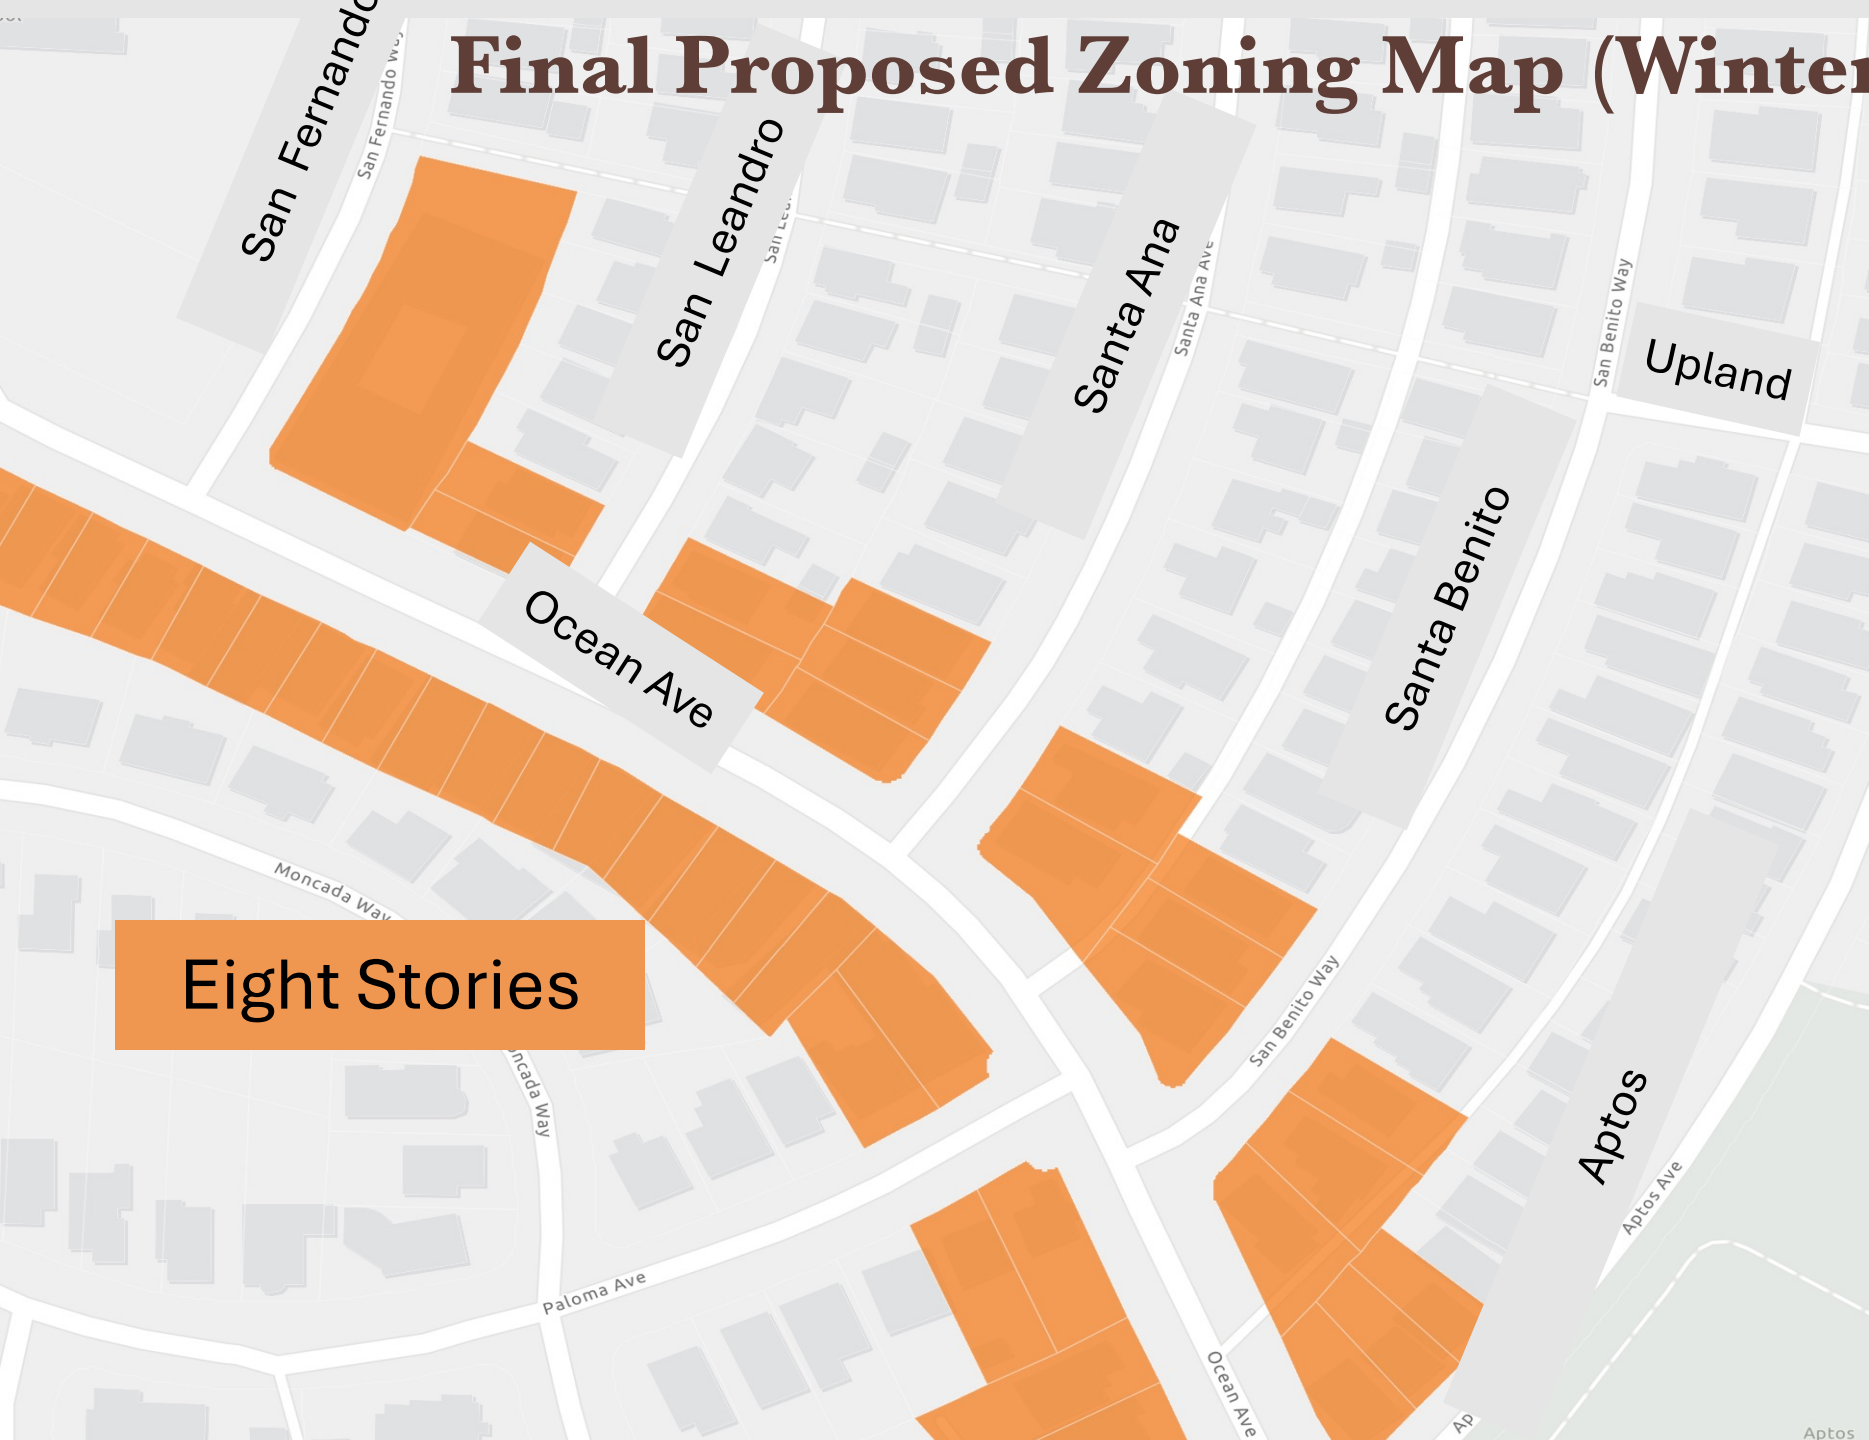 Final Proposed Zoning Map (Winter
San Fernando
San Fernando Way
San Leandro
Santa Ana
Santa Ana Ave
San Benito Way
Upland
Santa Benito
Ocean Ave
Moncada Way
Eight Stories
San Benito Way
oncada Way
Aptos
Aptos Ave
Paloma Ave
Ocean Ave
Ap
Aptos